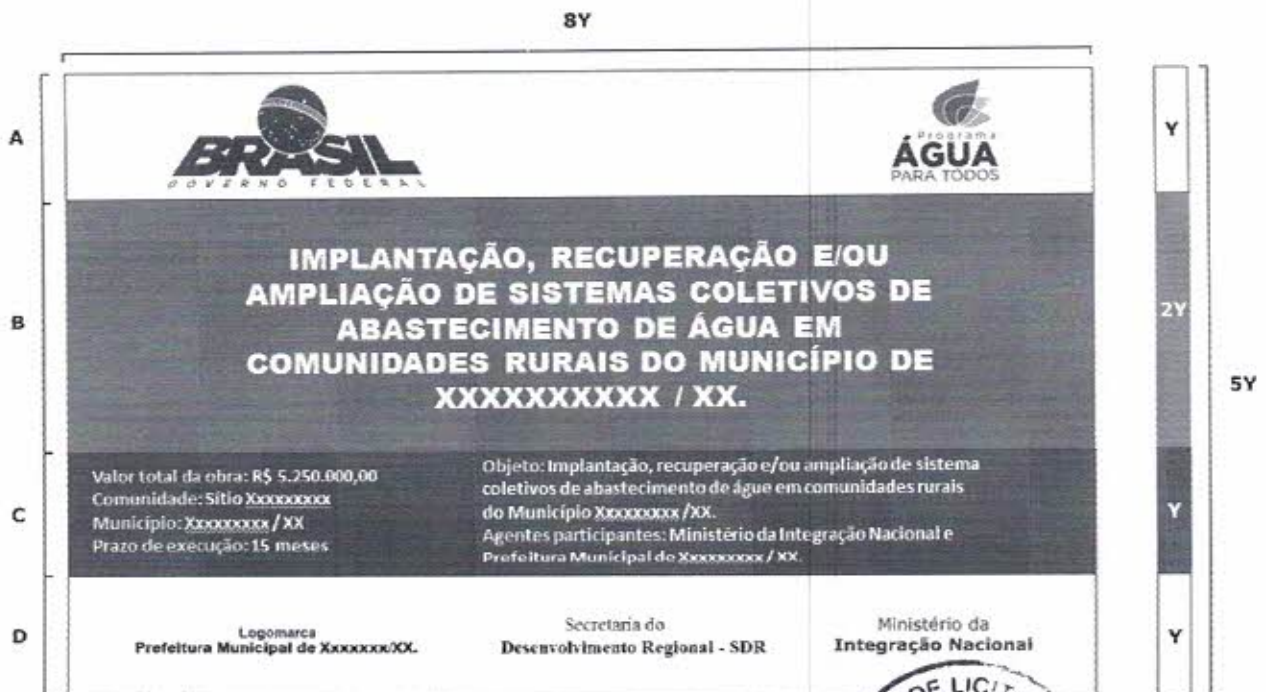 8Y
A
BRASIL
GOVERNO FEDERAL
Programa
ÁGUA
PARA TODOS
Y
B
IMPLANTAÇÃO, RECUPERAÇÃO E/OU
AMPLIAÇÃO DE SISTEMAS COLETIVOS DE
ABASTECIMENTO DE ÁGUA EM
COMUNIDADES RURAIS DO MUNICÍPIO DE
XXXXXXXXXX / XX.
2Y
5Y
C
Valor total da obra: R$ 5.250.000,00
Comunidade: Sítio Xxxxxxxxx
Município: Xxxxxxxxx / XX
Prazo de execução: 15 meses
Objeto: Implantação, recuperação e/ou ampliação de sistema
coletivos de abastecimento de águe em comunidades rurais
do Município Xxxxxxxxx /XX.
Agentes participantes: Ministério da Integração Nacional e
Prefeitura Municipal de Xxxxxxxxx / XX.
Y
D
Logomarca
Prefeitura Municipal de Xxxxxxx/XX.
Secretaria do
Desenvolvimento Regional - SDR
Ministério da
Integração Nacional
Y
DE LIC